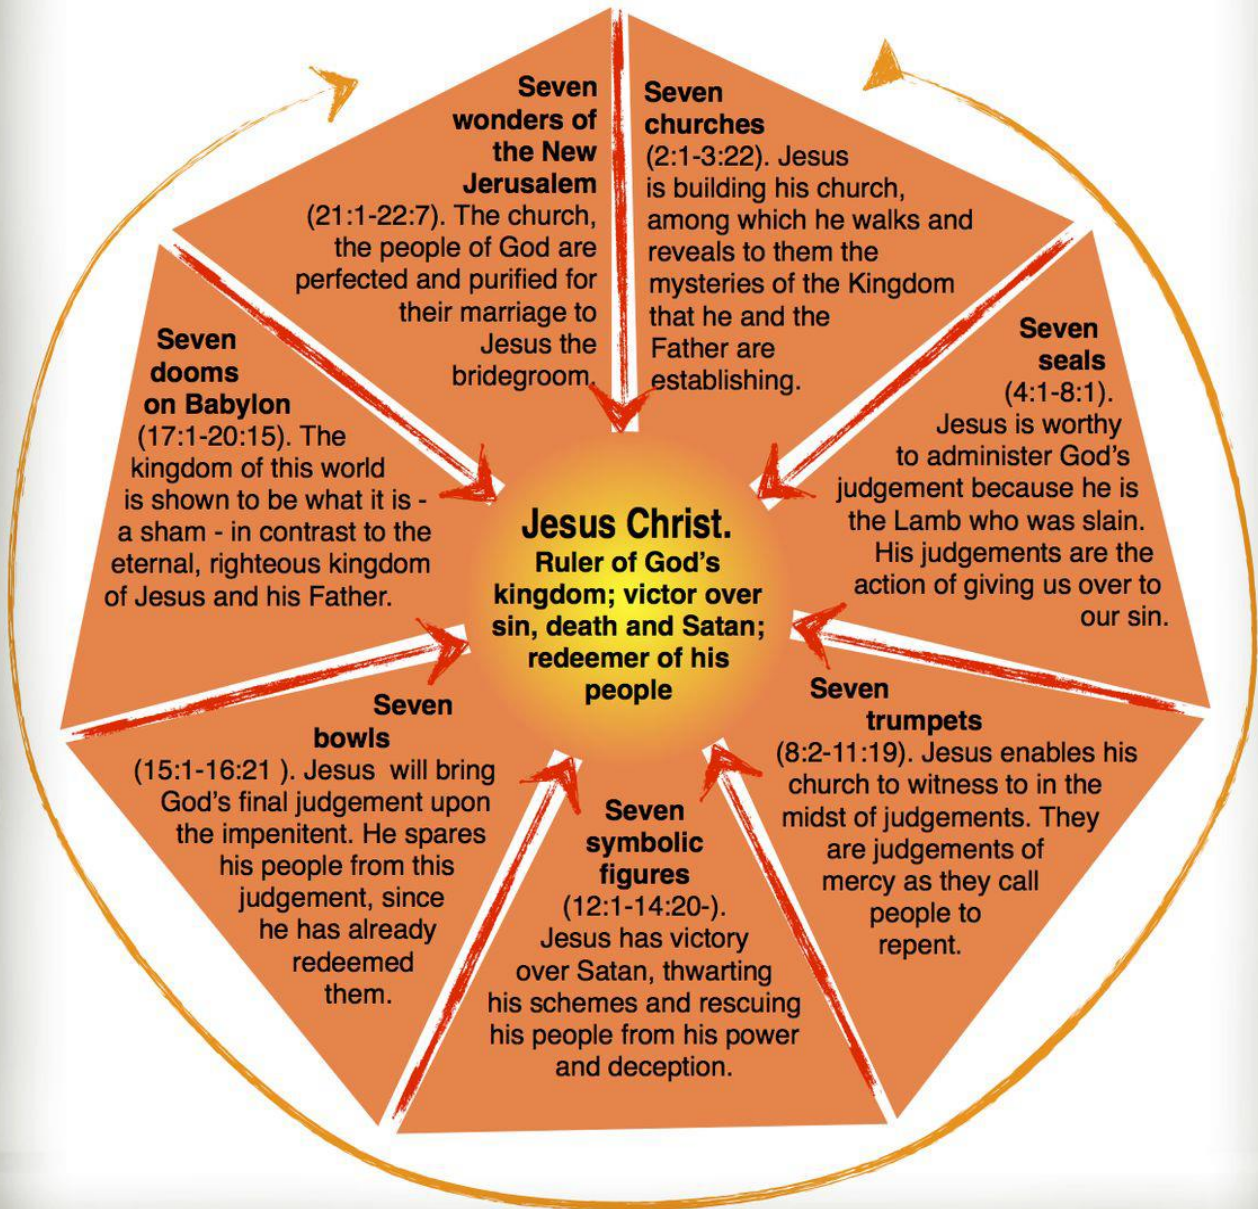 Seven
wonders of
the New
Jerusalem
(21:1-22:7). The church,
the people of God are
perfected and purified for
their marriage to
Jesus the
bridegroom.
Seven
churches
(2:1-3:22). Jesus
is building his church,
among which he walks and
reveals to them the
mysteries of the Kingdom
that he and the
Father are
establishing.
Seven
seals
(4:1-8:1).
Jesus is worthy
to administer God's
judgement because he is
the Lamb who was slain.
His judgements are the
action of giving us over to
our sin.
Seven
trumpets
(8:2-11:19). Jesus enables his
church to witness to in the
midst of judgements. They
are judgements of
mercy as they call
people to
repent.
Seven
symbolic
figures
(12:1-14:20-).
Jesus has victory
over Satan, thwarting
his schemes and rescuing
his people from his power
and deception.
Seven
bowls
(15:1-16:21 ). Jesus will bring
God's final judgement upon
the impenitent. He spares
his people from this
judgement, since
he has already
redeemed
them.
Seven
dooms
on Babylon
(17:1-20:15). The
kingdom of this world
is shown to be what it is -
a sham - in contrast to the
eternal, righteous kingdom
of Jesus and his Father.
Jesus Christ.
Ruler of God's
kingdom; victor over
sin, death and Satan;
redeemer of his
people